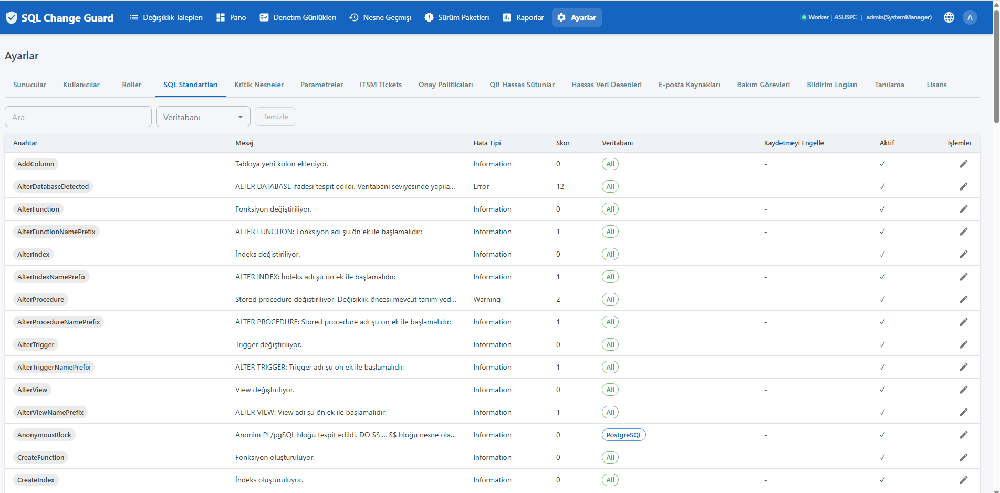 SQL Change Guard Değişiklik Talepleri Pano Denetim Günlükleri Nesne Geçmişi Sürüm Paketleri Raporlar Ayarlar Worker | ASUSPC | admin(SystemManager) A
Ayarlar
Sunucular Kullanıcılar Roller SQL Standartları Kritik Nesneler Parametreler ITSM Tickets Onay Politikaları QR Hassas Sütunlar Hassas Veri Desenleri E-posta Kaynakları Bakım Görevleri Bildirim Logları Tanılama Lisans
Ara Veritabanı Temizle
Anahtar Mesaj Hata Tipi Skor Veritabanı Kaydetmeyi Engelle Aktif İşlemler
AddColumn Tabloya yeni kolon ekleniyor. Information 0 All - ✓
AlterDatabaseDetected ALTER DATABASE ifadesi tespit edildi. Veritabanı seviyesinde yapıla... Error 12 All - ✓
AlterFunction Fonksiyon değiştiriliyor. Information 0 All - ✓
AlterFunctionNamePrefix ALTER FUNCTION: Fonksiyon adı şu ön ek ile başlamalıdır: Information 1 All - ✓
AlterIndex İndeks değiştiriliyor. Information 0 All - ✓
AlterIndexNamePrefix ALTER INDEX: İndeks adı şu ön ek ile başlamalıdır: Information 1 All - ✓
AlterProcedure Stored procedure değiştiriliyor. Değişiklik öncesi mevcut tanım yed... Warning 2 All - ✓
AlterProcedureNamePrefix ALTER PROCEDURE: Stored procedure adı şu ön ek ile başlamalıdır: Information 1 All - ✓
AlterTrigger Trigger değiştiriliyor. Information 0 All - ✓
AlterTriggerNamePrefix ALTER TRIGGER: Trigger adı şu ön ek ile başlamalıdır: Information 1 All - ✓
AlterView View değiştiriliyor. Information 0 All - ✓
AlterViewNamePrefix ALTER VIEW: View adı şu ön ek ile başlamalıdır: Information 1 All - ✓
AnonymousBlock Anonim PL/pgSQL bloğu tespit edildi. DO $$ ... $$ bloğu nesne ola... Information 0 PostgreSQL - ✓
CreateFunction Fonksiyon oluşturuluyor. Information 0 All - ✓
CreateIndex İndeks oluşturuluyor. Information 0 All - ✓